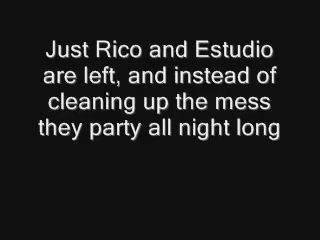 Just Rico and Estudio
are left, and instead of
cleaning up the mess
they party all night long